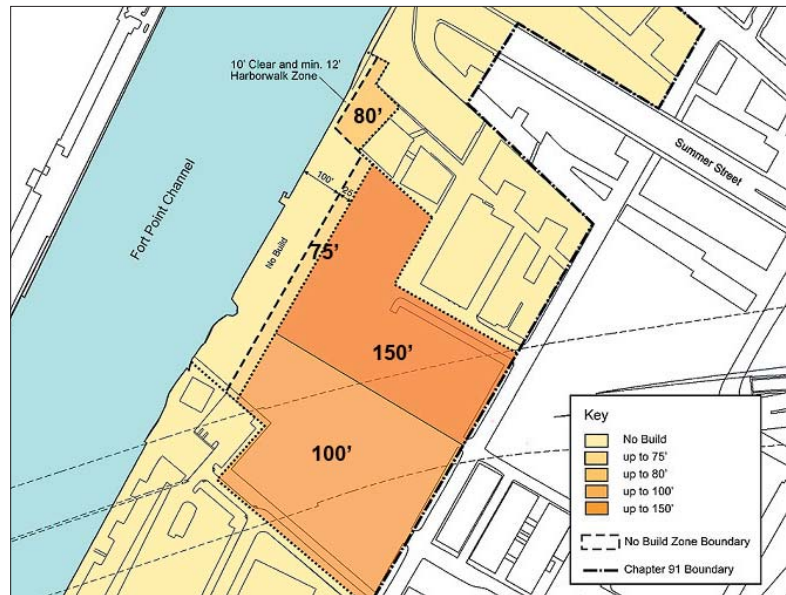 10' Clear and min. 12'
Harborwalk Zone
80'
Summer Street
100'
25'
Fort Point Channel
No Build
75'
150'
100'
Key
No Build
up to 75'
up to 80'
up to 100'
up to 150'
No Build Zone Boundary
Chapter 91 Boundary